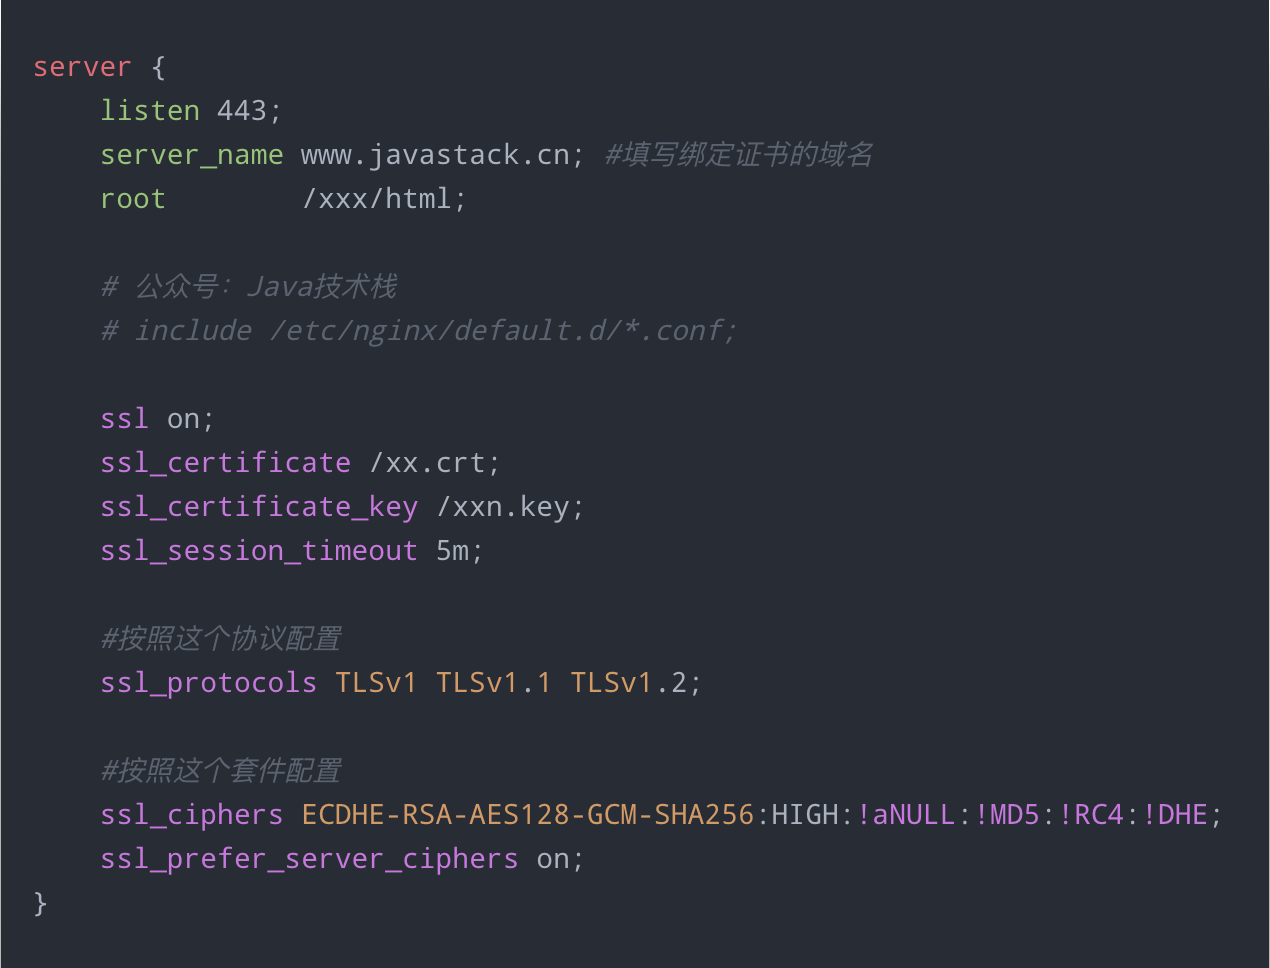 server {
    listen 443;
    server_name www.javastack.cn; #填写绑定证书的域名
    root        /xxx/html;

    # 公众号：Java技术栈
    # include /etc/nginx/default.d/*.conf;

    ssl on;
    ssl_certificate /xx.crt;
    ssl_certificate_key /xxn.key;
    ssl_session_timeout 5m;

    #按照这个协议配置
    ssl_protocols TLSv1 TLSv1.1 TLSv1.2;

    #按照这个套件配置
    ssl_ciphers ECDHE-RSA-AES128-GCM-SHA256:HIGH:!aNULL:!MD5:!RC4:!DHE;
    ssl_prefer_server_ciphers on;
}